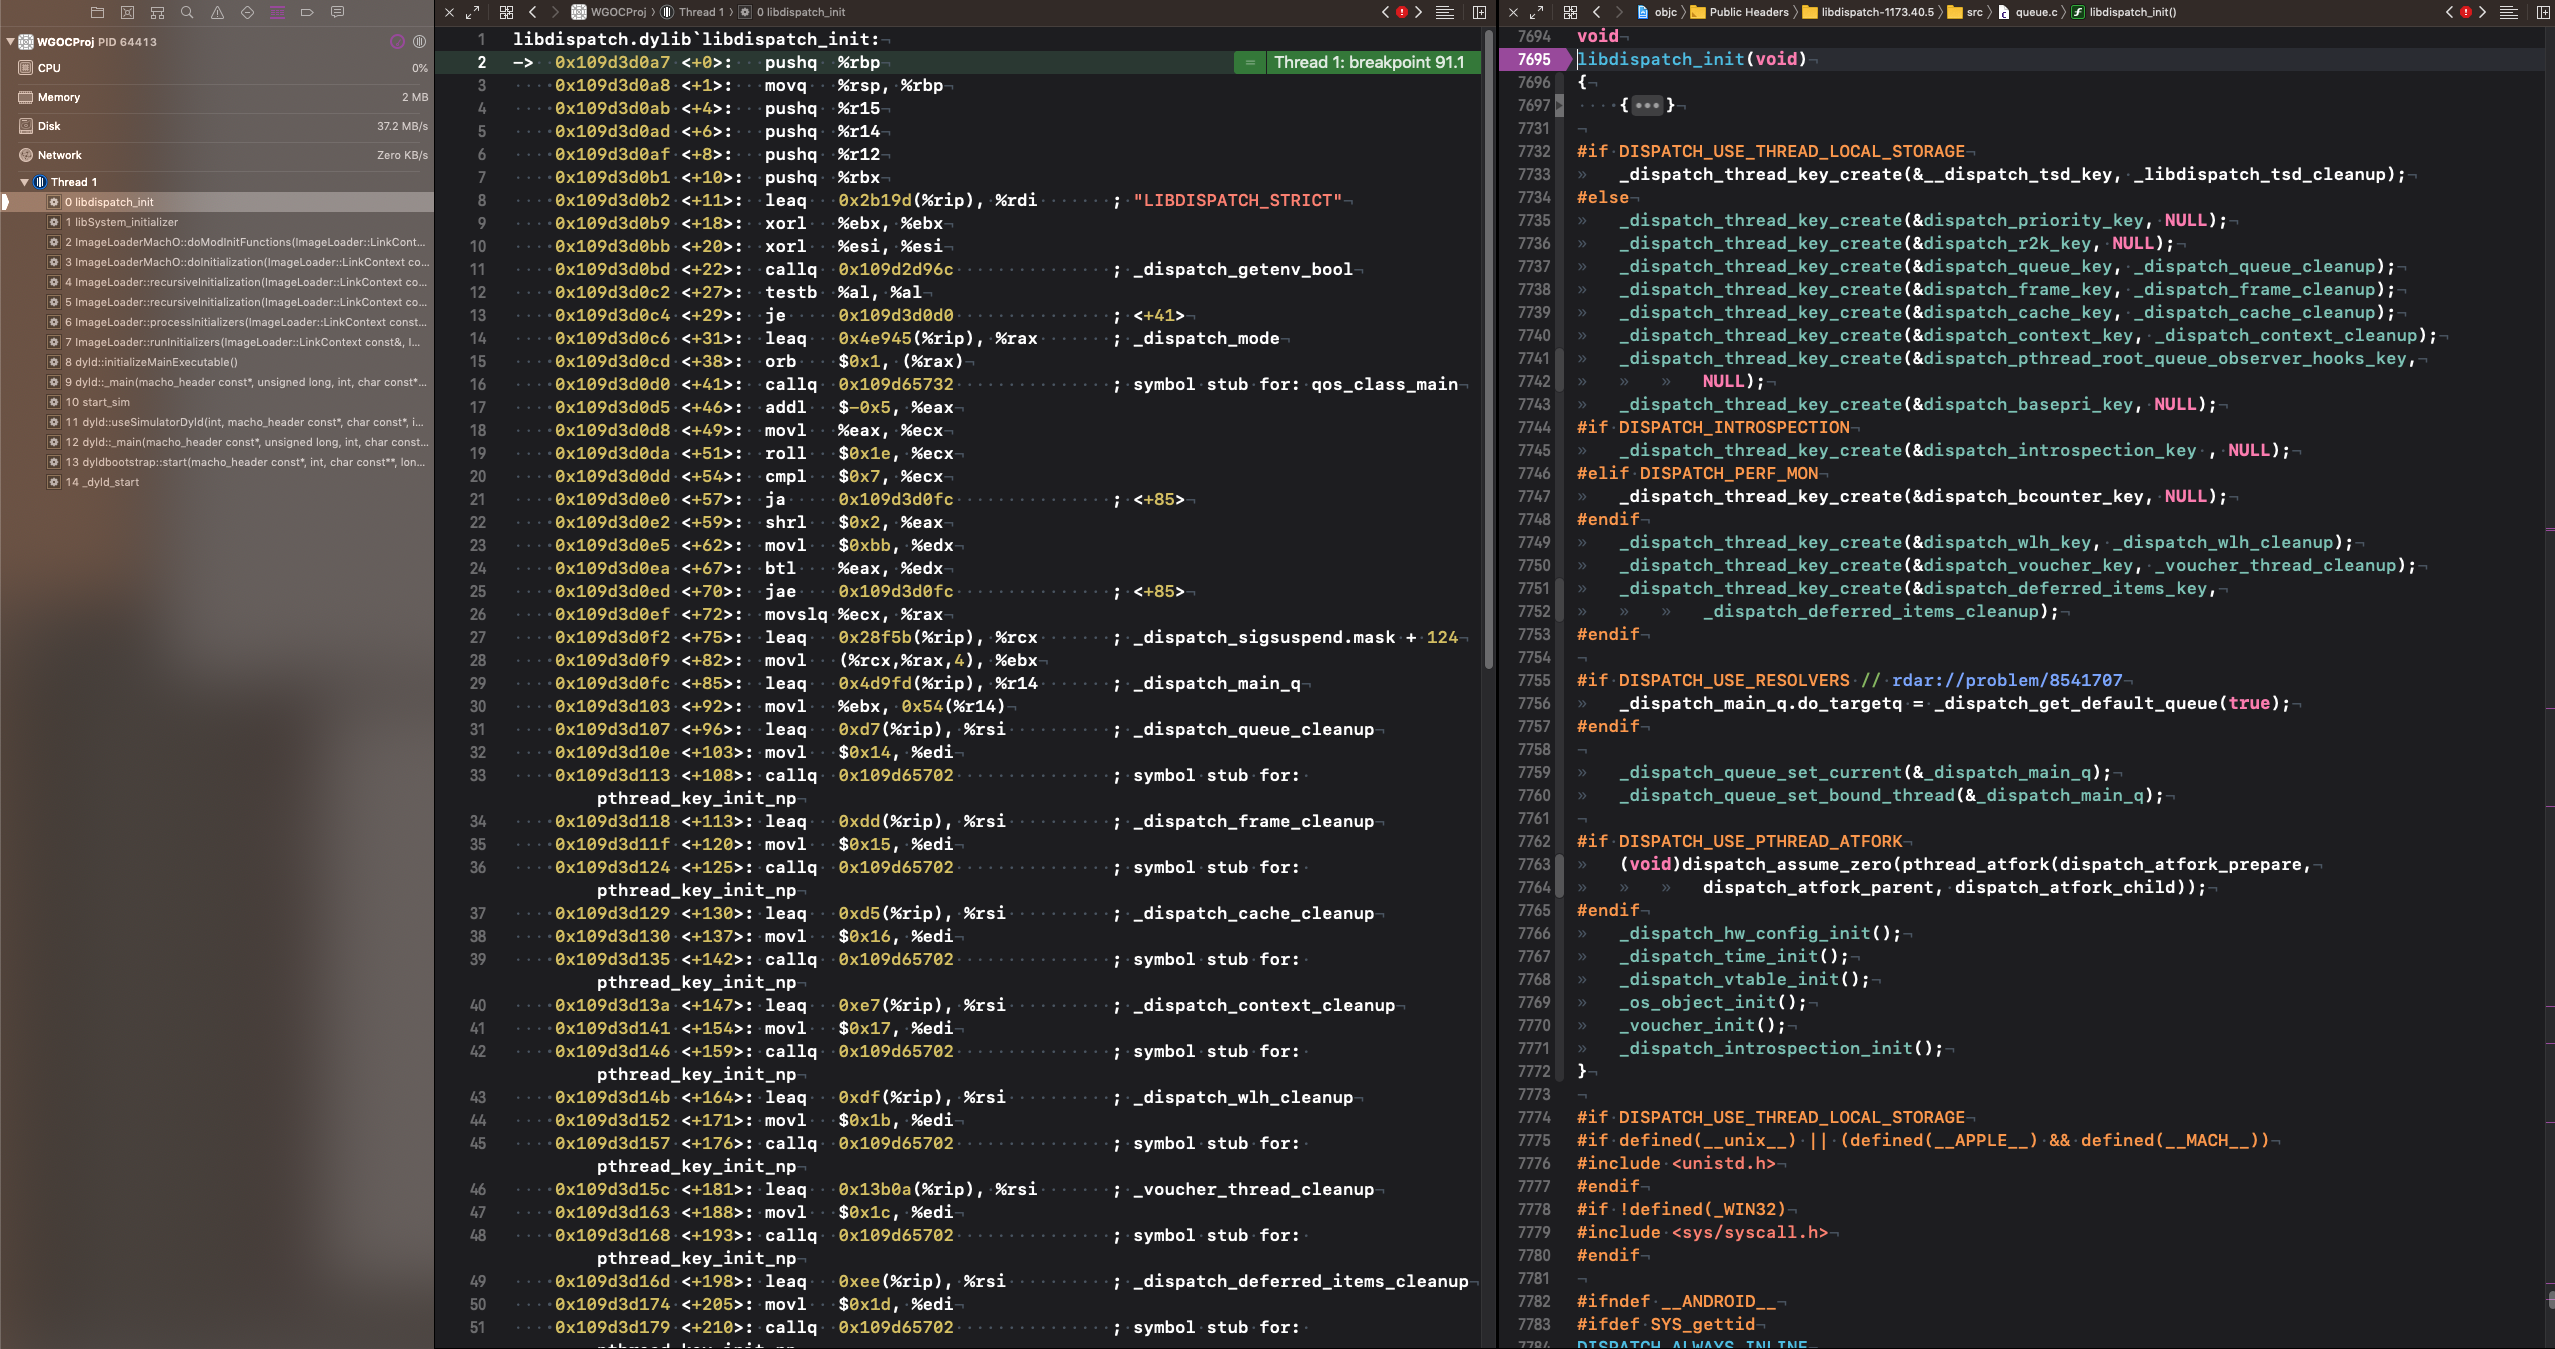 WGOCProj PID 64413
CPU 0%
Memory 2 MB
Disk 37.2 MB/s
Network Zero KB/s
Thread 1
0 libdispatch_init
1 libSystem_initializer
2 ImageLoaderMachO::doModInitFunctions(ImageLoader::LinkCont...
3 ImageLoaderMachO::doInitialization(ImageLoader::LinkContext co...
4 ImageLoader::recursiveInitialization(ImageLoader::LinkContext co...
5 ImageLoader::recursiveInitialization(ImageLoader::LinkContext co...
6 ImageLoader::processInitializers(ImageLoader::LinkContext const...
7 ImageLoader::runInitializers(ImageLoader::LinkContext const&, I...
8 dyld::initializeMainExecutable()
9 dyld::_main(macho_header const*, unsigned long, int, char const*...
10 start_sim
11 dyld::useSimulatorDyld(int, macho_header const*, char const*, i...
12 dyld::_main(macho_header const*, unsigned long, int, char const...
13 dyldbootstrap::start(macho_header const*, int, char const**, lon...
14 _dyld_start
WGOCProj Thread 1 0 libdispatch_init
1 libdispatch.dylib`libdispatch_init:
2 -> 0x109d3d0a7 <+0>: pushq %rbp = Thread 1: breakpoint 91.1
3 0x109d3d0a8 <+1>: movq %rsp, %rbp
4 0x109d3d0ab <+4>: pushq %r15
5 0x109d3d0ad <+6>: pushq %r14
6 0x109d3d0af <+8>: pushq %r12
7 0x109d3d0b1 <+10>: pushq %rbx
8 0x109d3d0b2 <+11>: leaq 0x2b19d(%rip), %rdi ; "LIBDISPATCH_STRICT"
9 0x109d3d0b9 <+18>: xorl %ebx, %ebx
10 0x109d3d0bb <+20>: xorl %esi, %esi
11 0x109d3d0bd <+22>: callq 0x109d2d96c ; _dispatch_getenv_bool
12 0x109d3d0c2 <+27>: testb %al, %al
13 0x109d3d0c4 <+29>: je 0x109d3d0d0 ; <+41>
14 0x109d3d0c6 <+31>: leaq 0x4e945(%rip), %rax ; _dispatch_mode
15 0x109d3d0cd <+38>: orb $0x1, (%rax)
16 0x109d3d0d0 <+41>: callq 0x109d65732 ; symbol stub for: qos_class_main
17 0x109d3d0d5 <+46>: addl $-0x5, %eax
18 0x109d3d0d8 <+49>: movl %eax, %ecx
19 0x109d3d0da <+51>: roll $0x1e, %ecx
20 0x109d3d0dd <+54>: cmpl $0x7, %ecx
21 0x109d3d0e0 <+57>: ja 0x109d3d0fc ; <+85>
22 0x109d3d0e2 <+59>: shrl $0x2, %eax
23 0x109d3d0e5 <+62>: movl $0xbb, %edx
24 0x109d3d0ea <+67>: btl %eax, %edx
25 0x109d3d0ed <+70>: jae 0x109d3d0fc ; <+85>
26 0x109d3d0ef <+72>: movslq %ecx, %rax
27 0x109d3d0f2 <+75>: leaq 0x28f5b(%rip), %rcx ; _dispatch_sigsuspend.mask + 124
28 0x109d3d0f9 <+82>: movl (%rcx,%rax,4), %ebx
29 0x109d3d0fc <+85>: leaq 0x4d9fd(%rip), %r14 ; _dispatch_main_q
30 0x109d3d103 <+92>: movl %ebx, 0x54(%r14)
31 0x109d3d107 <+96>: leaq 0xd7(%rip), %rsi ; _dispatch_queue_cleanup
32 0x109d3d10e <+103>: movl $0x14, %edi
33 0x109d3d113 <+108>: callq 0x109d65702 ; symbol stub for:
pthread_key_init_np
34 0x109d3d118 <+113>: leaq 0xdd(%rip), %rsi ; _dispatch_frame_cleanup
35 0x109d3d11f <+120>: movl $0x15, %edi
36 0x109d3d124 <+125>: callq 0x109d65702 ; symbol stub for:
pthread_key_init_np
37 0x109d3d129 <+130>: leaq 0xd5(%rip), %rsi ; _dispatch_cache_cleanup
38 0x109d3d130 <+137>: movl $0x16, %edi
39 0x109d3d135 <+142>: callq 0x109d65702 ; symbol stub for:
pthread_key_init_np
40 0x109d3d13a <+147>: leaq 0xe7(%rip), %rsi ; _dispatch_context_cleanup
41 0x109d3d141 <+154>: movl $0x17, %edi
42 0x109d3d146 <+159>: callq 0x109d65702 ; symbol stub for:
pthread_key_init_np
43 0x109d3d14b <+164>: leaq 0xdf(%rip), %rsi ; _dispatch_wlh_cleanup
44 0x109d3d152 <+171>: movl $0x1b, %edi
45 0x109d3d157 <+176>: callq 0x109d65702 ; symbol stub for:
pthread_key_init_np
46 0x109d3d15c <+181>: leaq 0x13b0a(%rip), %rsi ; _voucher_thread_cleanup
47 0x109d3d163 <+188>: movl $0x1c, %edi
48 0x109d3d168 <+193>: callq 0x109d65702 ; symbol stub for:
pthread_key_init_np
49 0x109d3d16d <+198>: leaq 0xee(%rip), %rsi ; _dispatch_deferred_items_cleanup
50 0x109d3d174 <+205>: movl $0x1d, %edi
51 0x109d3d179 <+210>: callq 0x109d65702 ; symbol stub for:
pthread_key_init_np
objc Public Headers libdispatch-1173.40.5 src queue.c libdispatch_init()
7694 void
7695 libdispatch_init(void)
7696 {
7697 {•••}
7731
7732 #if DISPATCH_USE_THREAD_LOCAL_STORAGE
7733 _dispatch_thread_key_create(&__dispatch_tsd_key, _libdispatch_tsd_cleanup);
7734 #else
7735 _dispatch_thread_key_create(&dispatch_priority_key, NULL);
7736 _dispatch_thread_key_create(&dispatch_r2k_key, NULL);
7737 _dispatch_thread_key_create(&dispatch_queue_key, _dispatch_queue_cleanup);
7738 _dispatch_thread_key_create(&dispatch_frame_key, _dispatch_frame_cleanup);
7739 _dispatch_thread_key_create(&dispatch_cache_key, _dispatch_cache_cleanup);
7740 _dispatch_thread_key_create(&dispatch_context_key, _dispatch_context_cleanup);
7741 _dispatch_thread_key_create(&dispatch_pthread_root_queue_observer_hooks_key,
7742 NULL);
7743 _dispatch_thread_key_create(&dispatch_basepri_key, NULL);
7744 #if DISPATCH_INTROSPECTION
7745 _dispatch_thread_key_create(&dispatch_introspection_key , NULL);
7746 #elif DISPATCH_PERF_MON
7747 _dispatch_thread_key_create(&dispatch_bcounter_key, NULL);
7748 #endif
7749 _dispatch_thread_key_create(&dispatch_wlh_key, _dispatch_wlh_cleanup);
7750 _dispatch_thread_key_create(&dispatch_voucher_key, _voucher_thread_cleanup);
7751 _dispatch_thread_key_create(&dispatch_deferred_items_key,
7752 _dispatch_deferred_items_cleanup);
7753 #endif
7754
7755 #if DISPATCH_USE_RESOLVERS // rdar://problem/8541707
7756 _dispatch_main_q.do_targetq = _dispatch_get_default_queue(true);
7757 #endif
7758
7759 _dispatch_queue_set_current(&_dispatch_main_q);
7760 _dispatch_queue_set_bound_thread(&_dispatch_main_q);
7761
7762 #if DISPATCH_USE_PTHREAD_ATFORK
7763 (void)dispatch_assume_zero(pthread_atfork(dispatch_atfork_prepare,
7764 dispatch_atfork_parent, dispatch_atfork_child));
7765 #endif
7766 _dispatch_hw_config_init();
7767 _dispatch_time_init();
7768 _dispatch_vtable_init();
7769 _os_object_init();
7770 _voucher_init();
7771 _dispatch_introspection_init();
7772 }
7773
7774 #if DISPATCH_USE_THREAD_LOCAL_STORAGE
7775 #if defined(__unix__) || (defined(__APPLE__) && defined(__MACH__))
7776 #include <unistd.h>
7777 #endif
7778 #if !defined(_WIN32)
7779 #include <sys/syscall.h>
7780 #endif
7781
7782 #ifndef __ANDROID__
7783 #ifdef SYS_gettid
7784 DISPATCH_ALWAYS_INLINE